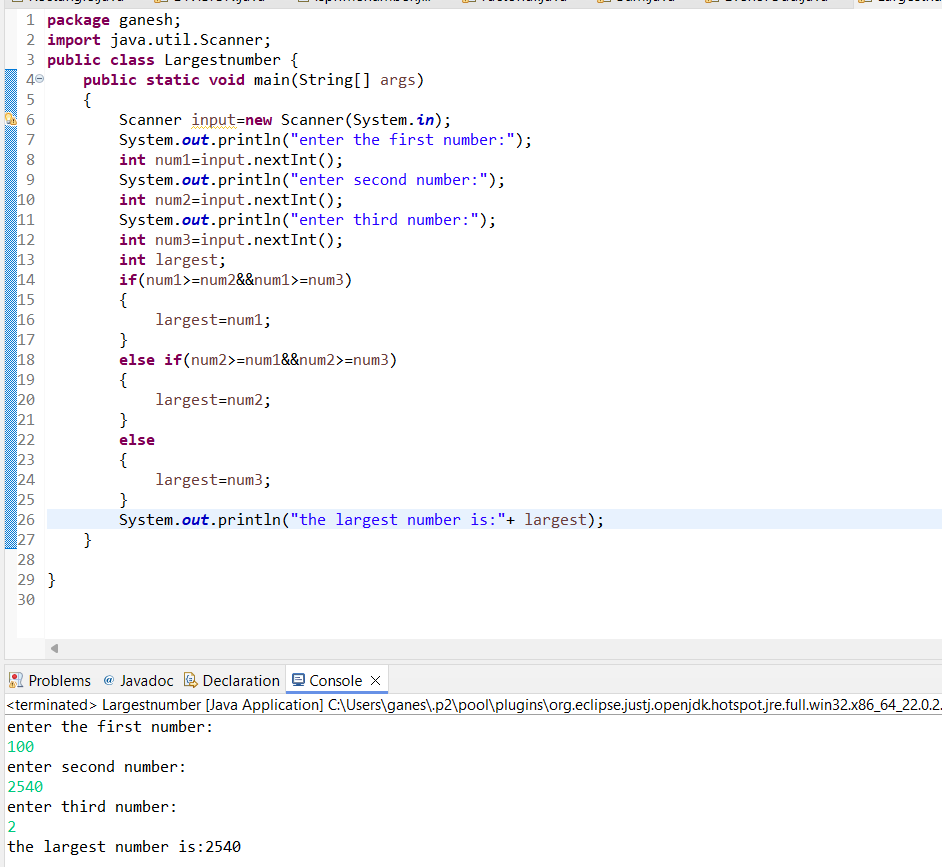 1 package ganesh;
2 import java.util.Scanner;
3 public class Largestnumber {
4     public static void main(String[] args)
5     {
6         Scanner input=new Scanner(System.in);
7         System.out.println("enter the first number:");
8         int num1=input.nextInt();
9         System.out.println("enter second number:");
10         int num2=input.nextInt();
11         System.out.println("enter third number:");
12         int num3=input.nextInt();
13         int largest;
14         if(num1>=num2&&num1>=num3)
15         {
16             largest=num1;
17         }
18         else if(num2>=num1&&num2>=num3)
19         {
20             largest=num2;
21         }
22         else
23         {
24             largest=num3;
25         }
26         System.out.println("the largest number is:"+ largest);
27     }
28
29 }
30
Problems @ Javadoc Declaration Console
<terminated> Largestnumber [Java Application] C:\Users\ganes\.p2\pool\plugins\org.eclipse.justj.openjdk.hotspot.jre.full.win32.x86_64_22.0.2.
enter the first number:
100
enter second number:
2540
enter third number:
2
the largest number is:2540